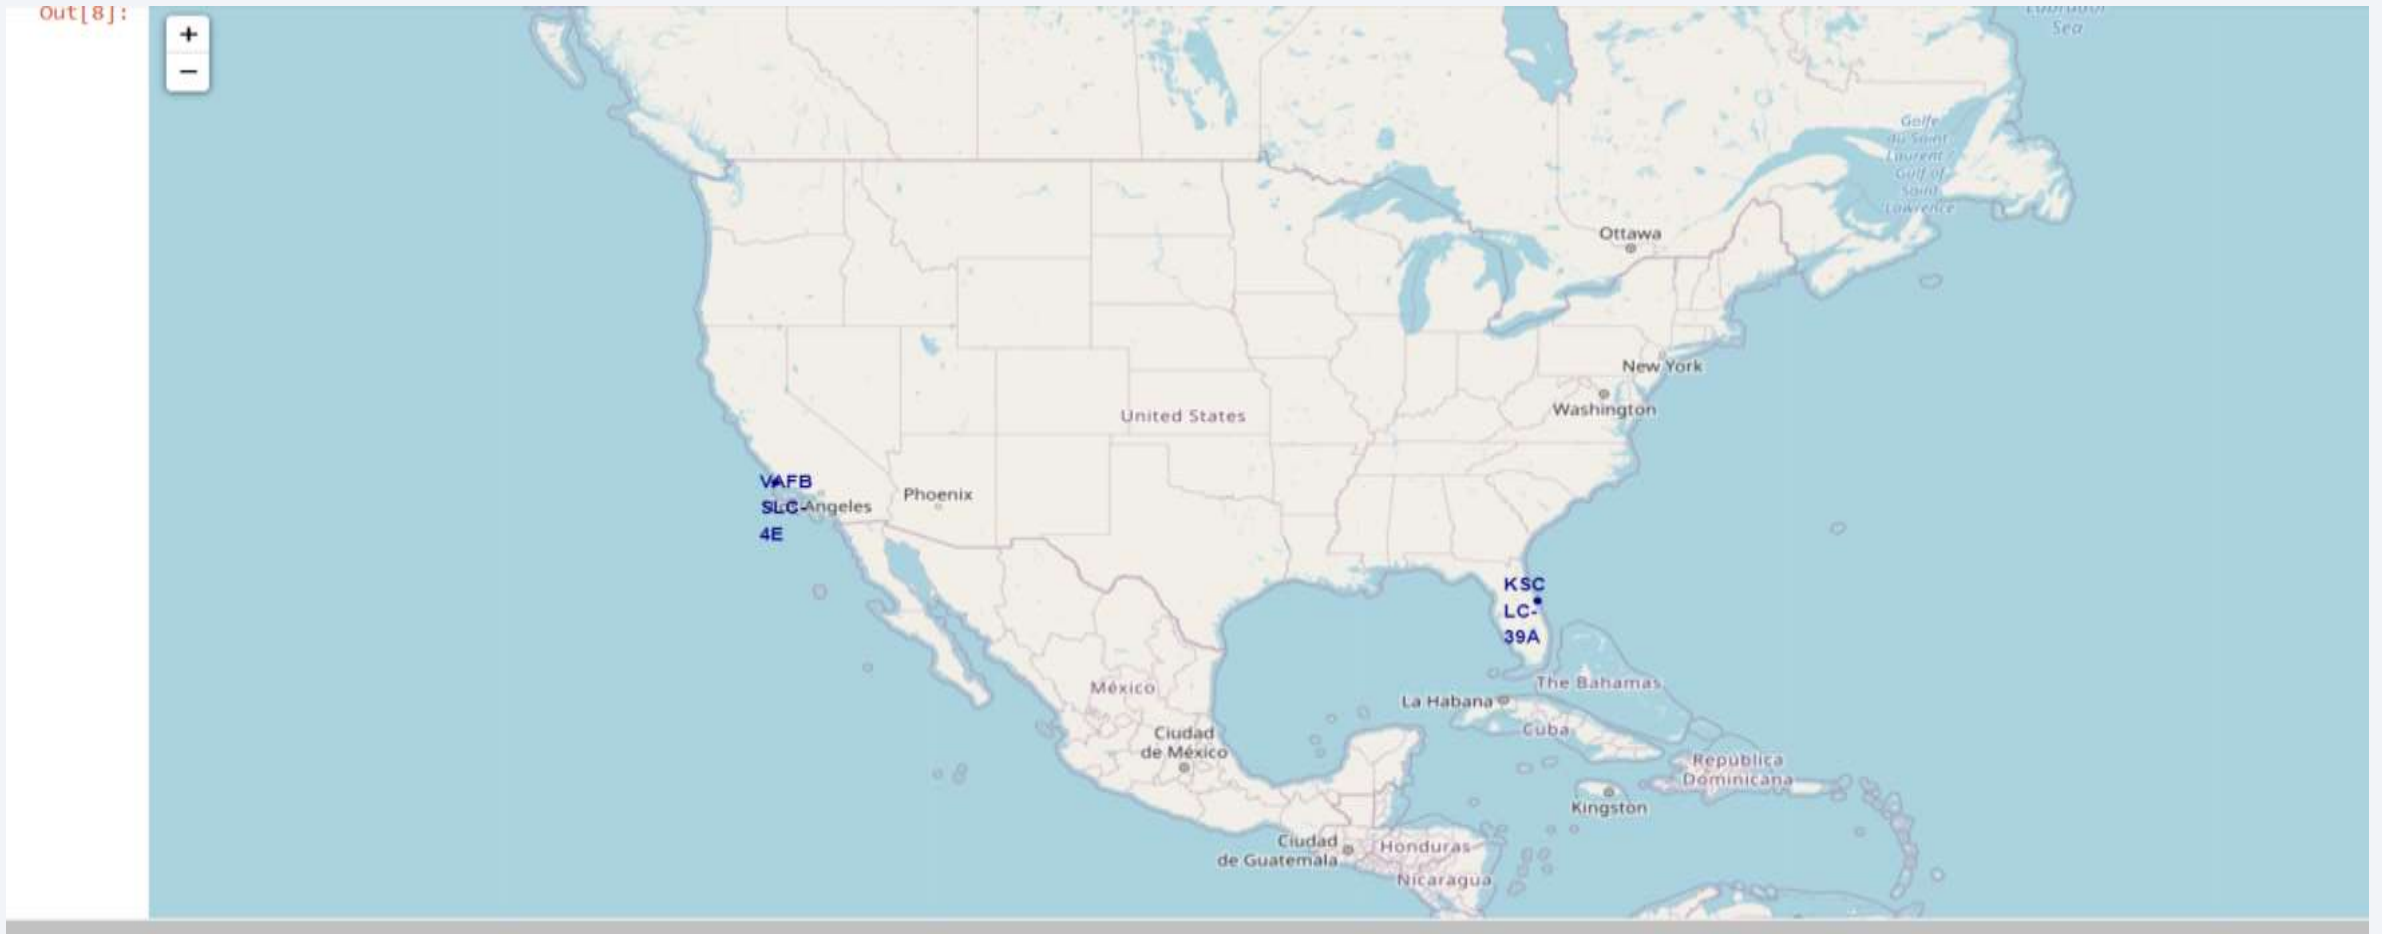 Out[8]:
+
−
Labrador
Sea
Golfe
du Saint-
Laurent /
Gulf of
Saint
Lawrence
Ottawa
New York
Washington
United States
VAFB
SLC-
4E
Angeles
Phoenix
KSC
LC-
39A
The Bahamas
La Habana
Cuba
México
Ciudad
de México
República
Dominicana
Kingston
Ciudad
de Guatemala
Honduras
Nicaragua